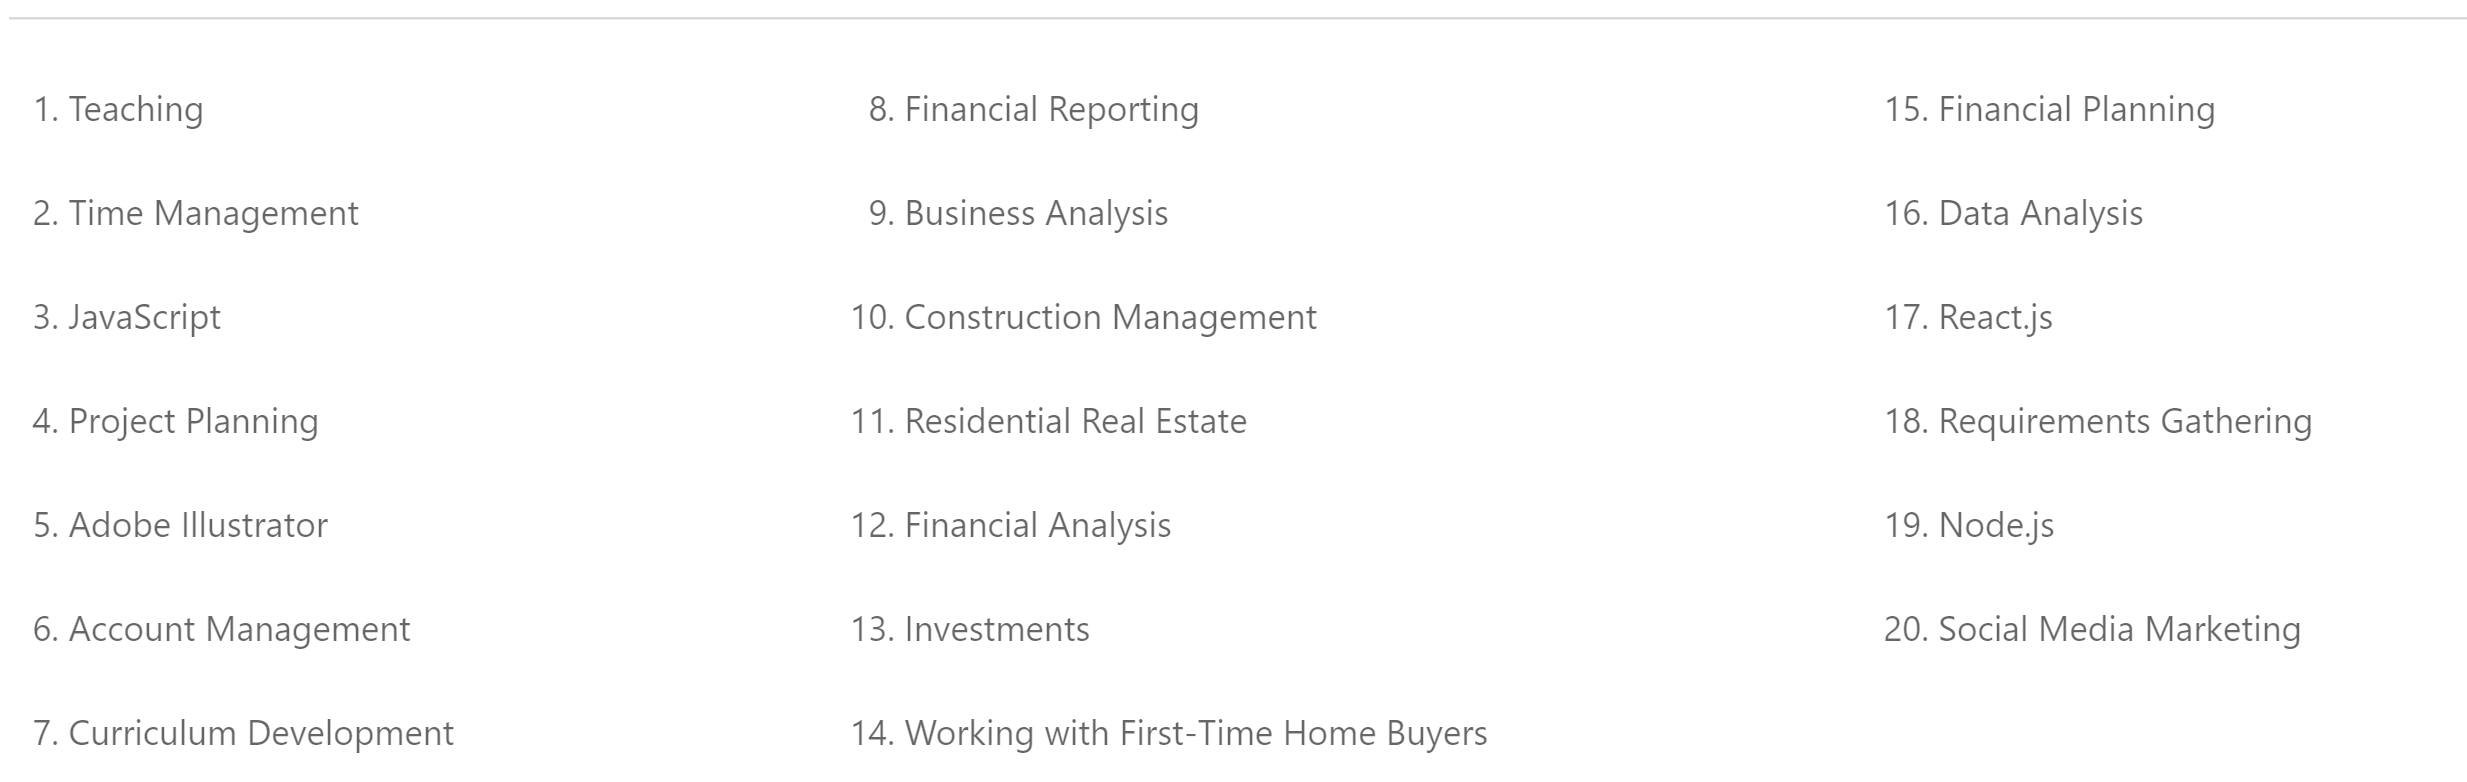 1. Teaching
2. Time Management
3. JavaScript
4. Project Planning
5. Adobe Illustrator
6. Account Management
7. Curriculum Development
8. Financial Reporting
9. Business Analysis
10. Construction Management
11. Residential Real Estate
12. Financial Analysis
13. Investments
14. Working with First-Time Home Buyers
15. Financial Planning
16. Data Analysis
17. React.js
18. Requirements Gathering
19. Node.js
20. Social Media Marketing